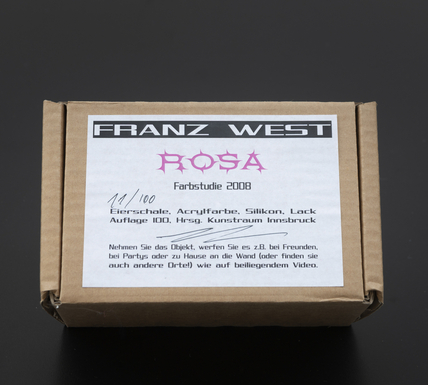 FRANZ WEST
ROSA
Farbstudie 2008
11/100
Eierschale, Acrylfarbe, Silikon, Lack
Auflage 100, Hrsg. Kunstraum Innsbruck
Nehmen Sie das Objekt, werfen Sie es z.B. bei Freunden,
bei Partys oder zu Hause an die Wand (oder finden sie
auch andere Orte!) wie auf beiliegendem Video.